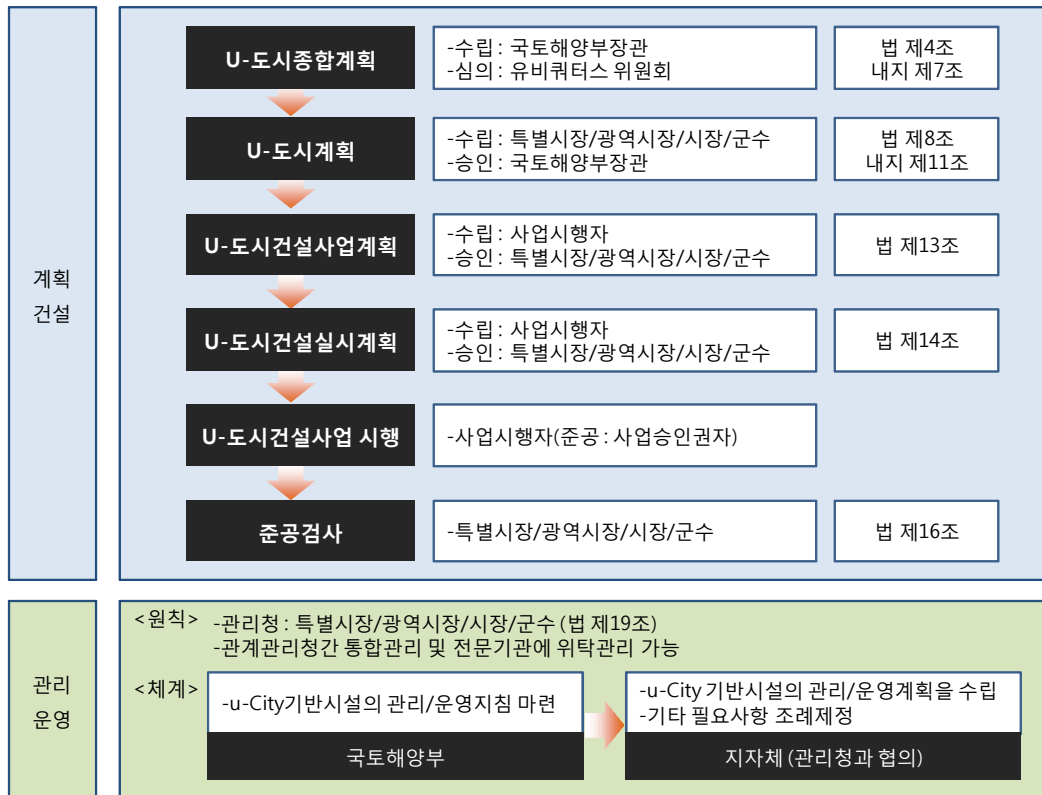 계획
건설
U-도시종합계획
-수립 : 국토해양부장관
-심의 : 유비쿼터스 위원회
법 제4조
내지 제7조
U-도시계획
-수립 : 특별시장/광역시장/시장/군수
-승인 : 국토해양부장관
법 제8조
내지 제11조
U-도시건설사업계획
-수립 : 사업시행자
-승인 : 특별시장/광역시장/시장/군수
법 제13조
U-도시건설실시계획
-수립 : 사업시행자
-승인 : 특별시장/광역시장/시장/군수
법 제14조
U-도시건설사업 시행
-사업시행자(준공 : 사업승인권자)
준공검사
-특별시장/광역시장/시장/군수
법 제16조
관리
운영
<원칙> -관리청 : 특별시장/광역시장/시장/군수 (법 제19조)
-관계관리청간 통합관리 및 전문기관에 위탁관리 가능
<체계>
-u-City기반시설의 관리/운영지침 마련
국토해양부
-u-City 기반시설의 관리/운영계획을 수립
-기타 필요사항 조례제정
지자체 (관리청과 협의)